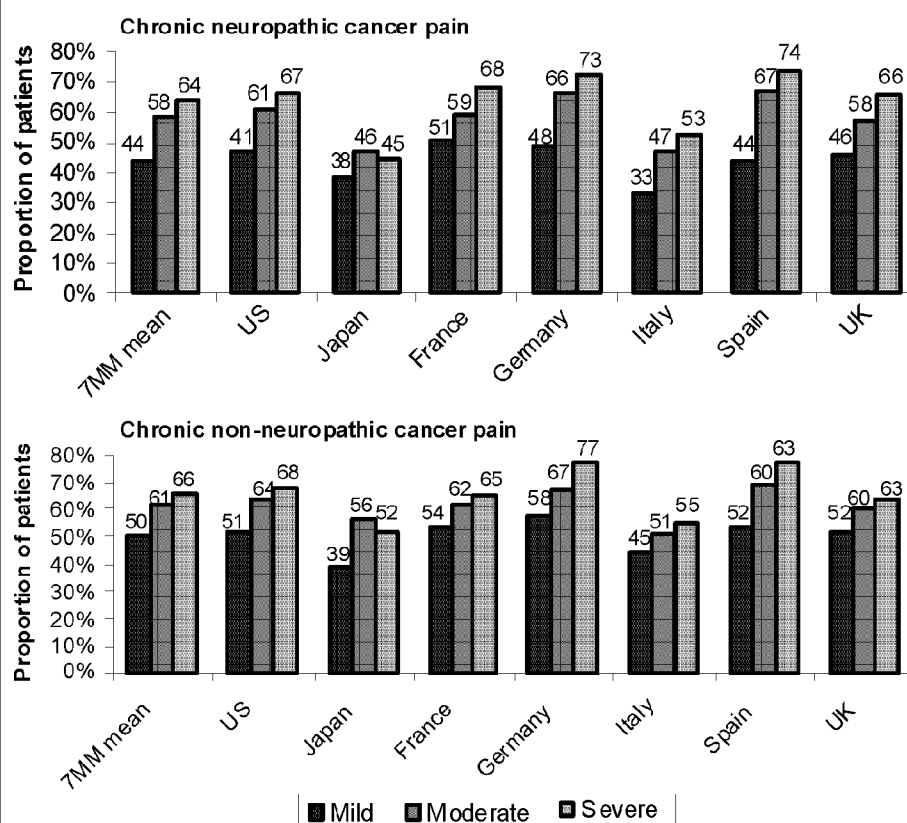 Chronic neuropathic cancer pain
Proportion of patients
80%
70%
60%
50%
40%
30%
20%
10%
0%
44 58 64 41 61 67 38 46 45 51 59 68 48 66 73 33 47 53 44 67 74 46 58 66
7MM mean US Japan France Germany Italy Spain UK
Chronic non-neuropathic cancer pain
Proportion of patients
80%
70%
60%
50%
40%
30%
20%
10%
0%
50 61 66 51 64 68 39 56 52 54 62 65 58 67 77 45 51 55 52 60 63 52 60 63
7MM mean US Japan France Germany Italy Spain UK
Mild Moderate Severe